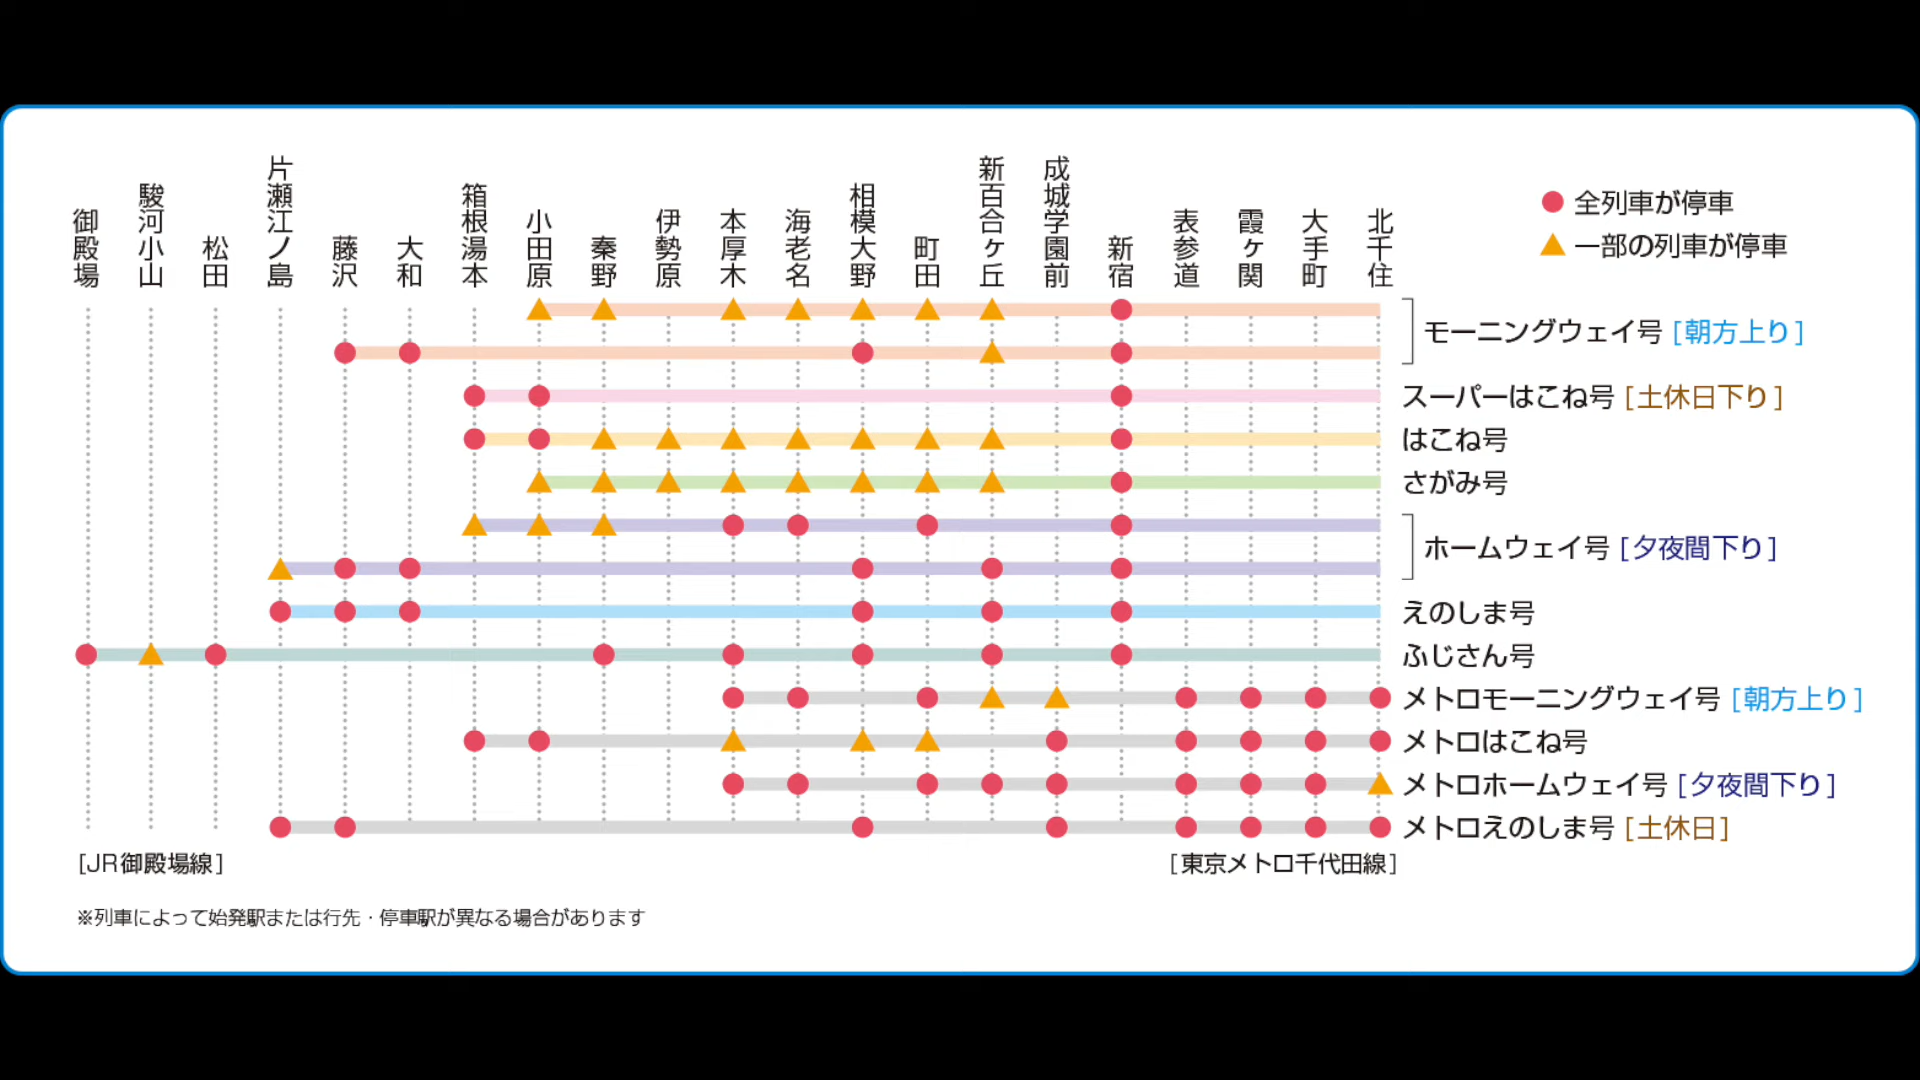 御殿場
駿河小山
松田
片瀬江ノ島
藤沢
大和
箱根湯本
小田原
秦野
伊勢原
本厚木
海老名
相模大野
町田
新百合ヶ丘
成城学園前
新宿
表参道
霞ヶ関
大手町
北千住
全列車が停車
一部の列車が停車
モーニングウェイ号 [朝方上り]
スーパーはこね号 [土休日下り]
はこね号
さがみ号
ホームウェイ号 [夕夜間下り]
えのしま号
ふじさん号
メトロモーニングウェイ号 [朝方上り]
メトロはこね号
メトロホームウェイ号 [夕夜間下り]
メトロえのしま号 [土休日]
[JR御殿場線]
[東京メトロ千代田線]
※列車によって始発駅または行先・停車駅が異なる場合があります